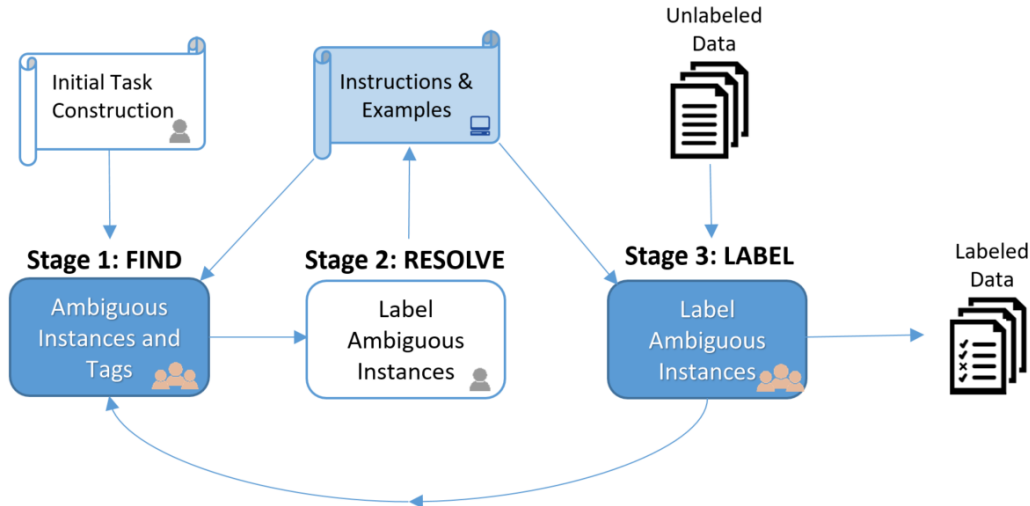 Initial Task
Construction
Instructions &
Examples
Unlabeled
Data
Stage 1: FIND
Ambiguous
Instances and
Tags
Stage 2: RESOLVE
Label
Ambiguous
Instances
Stage 3: LABEL
Label
Ambiguous
Instances
Labeled
Data